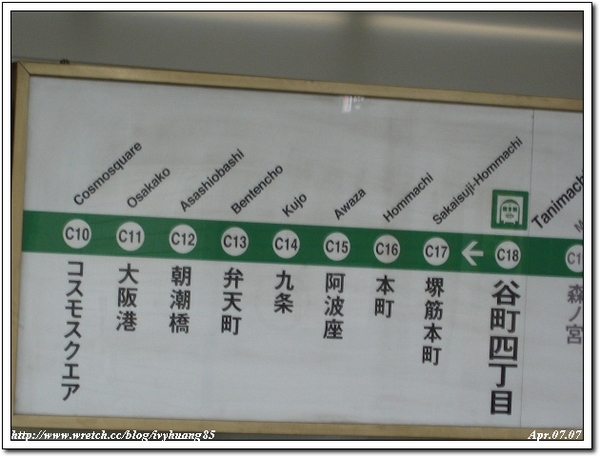 Cosmosquare
Osakako
Asashiobashi
Bentencho
Kujo
Awaza
Hommachi
Sakaisuji-Hommachi
Tanimach
M
C10
C11
C12
C13
C14
C15
C16
C17
C18
C1
コスモスクエア
大阪港
朝潮橋
弁天町
九条
阿波座
本町
堺筋本町
谷町四丁目
森ノ宮
http://www.wretch.cc/blog/ivyhuang85
Apr.07.07